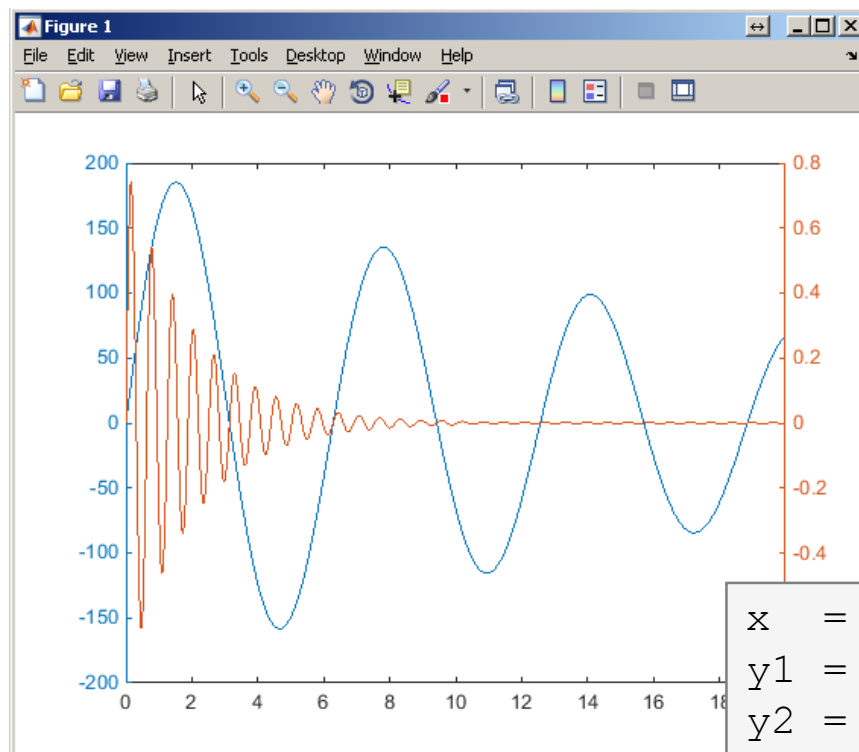 Figure 1
File Edit View Insert Tools Desktop Window Help
200 0.8
150 0.6
100 0.4
50 0.2
0 0
-50 -0.2
-100 -0.4
-150
-200
0 2 4 6 8 10 12 14 16
x =
y1 =
y2 =